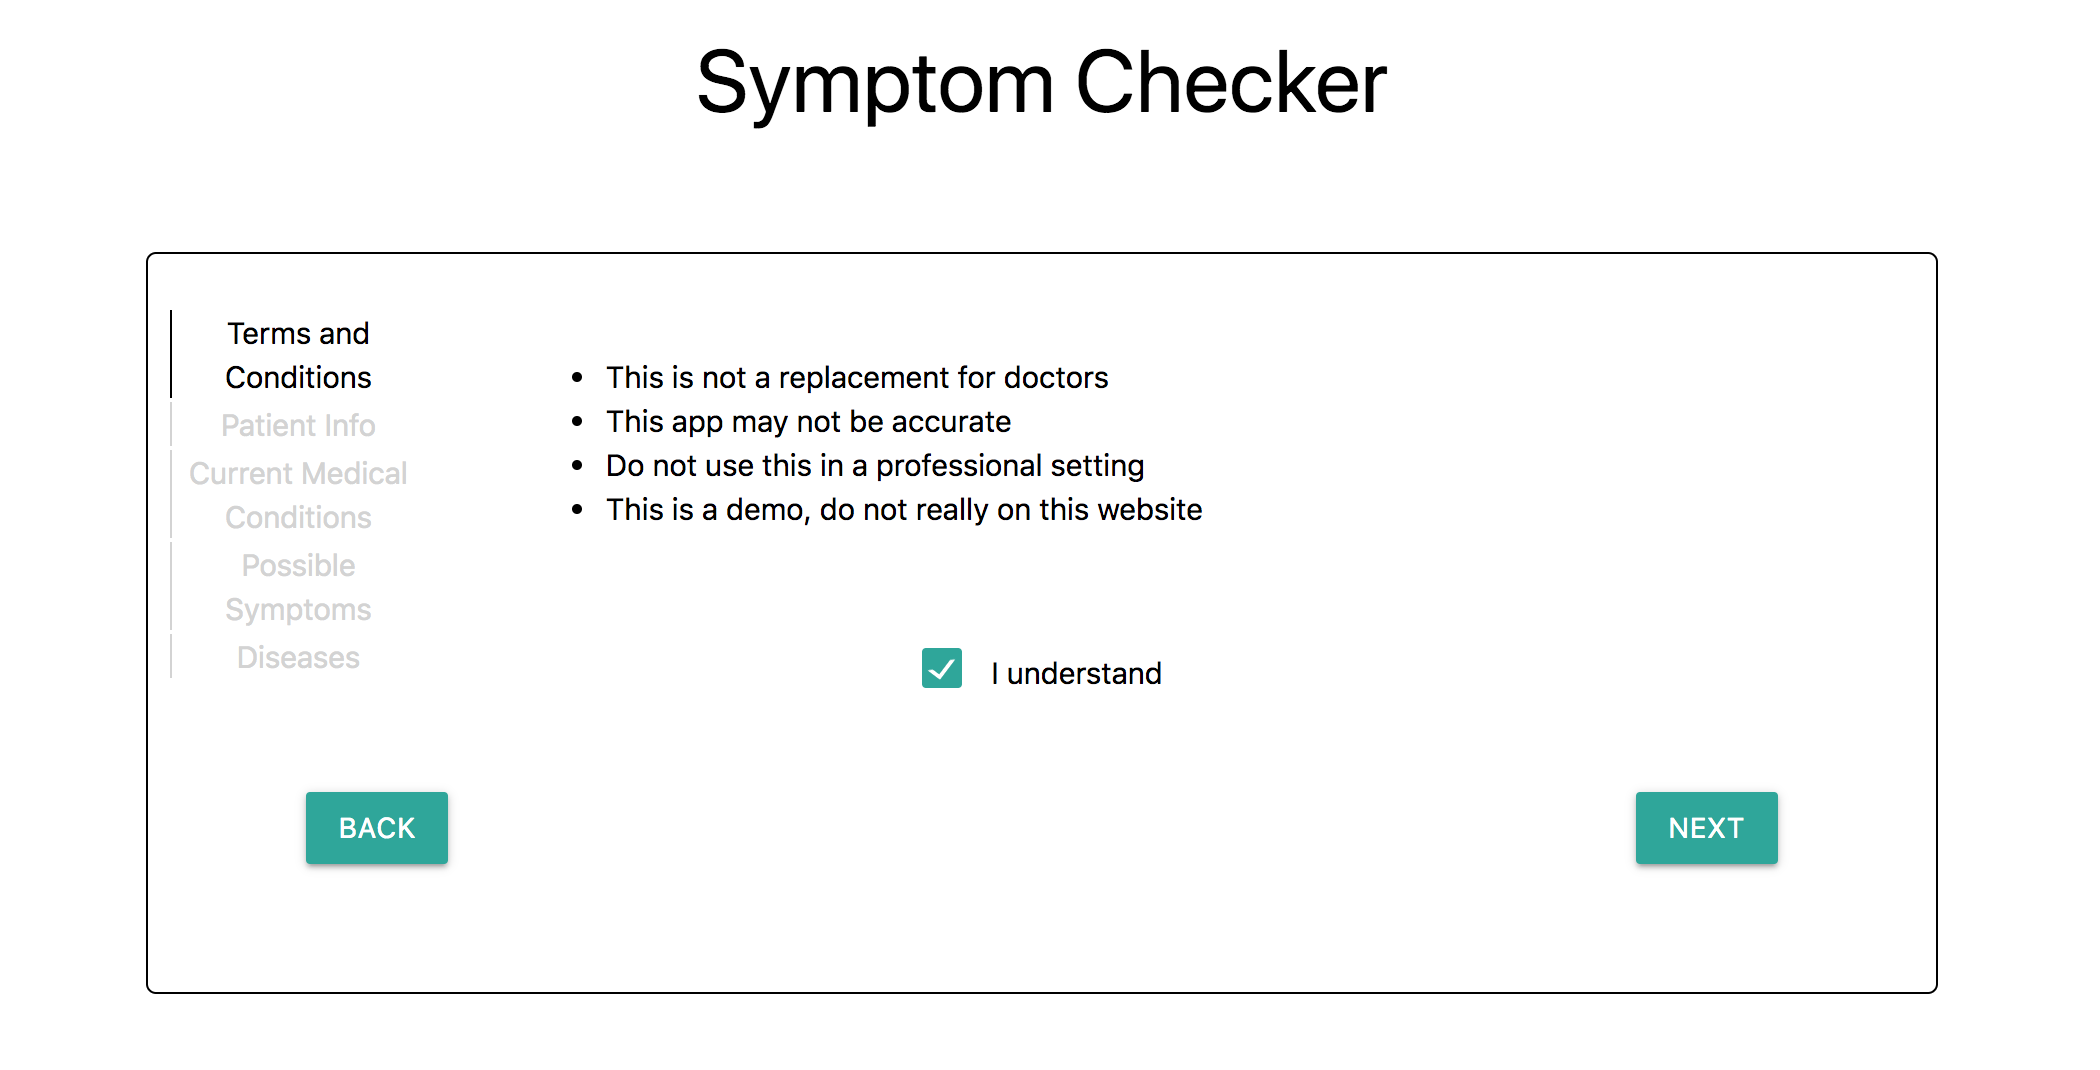 Symptom Checker
Terms and
Conditions
Patient Info
Current Medical
Conditions
Possible
Symptoms
Diseases
• This is not a replacement for doctors
• This app may not be accurate
• Do not use this in a professional setting
• This is a demo, do not really on this website
I understand
BACK
NEXT